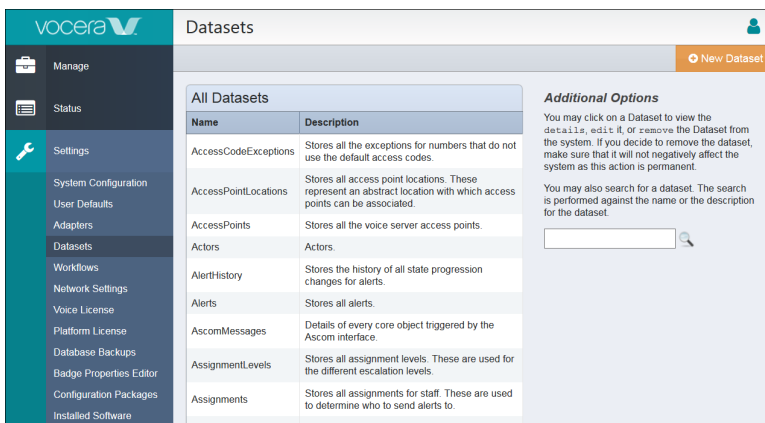 vocera
Datasets
Manage
Status
Settings
System Configuration
User Defaults
Adapters
Datasets
Workflows
Network Settings
Voice License
Platform License
Database Backups
Badge Properties Editor
Configuration Packages
Installed Software
New Dataset
All Datasets
Name Description
AccessCodeExceptions Stores all the exceptions for numbers that do not
use the default access codes.
AccessPointLocations Stores all access point locations. These
represent an abstract location with which access
points can be associated.
AccessPoints Stores all the voice server access points.
Actors Actors.
AlertHistory Stores the history of all state progression
changes for alerts.
Alerts Stores all alerts.
AscomMessages Details of every core object triggered by the
Ascom interface.
AssignmentLevels Stores all assignment levels. These are used for
the different escalation levels.
Assignments Stores all assignments for staff. These are used
to determine who to send alerts to.
Additional Options
You may click on a Dataset to view the
details, edit it, or remove the Dataset from
the system. If you decide to remove the dataset,
make sure that it will not negatively affect the
system as this action is permanent.
You may also search for a dataset. The search
is performed against the name or the description
for the dataset.